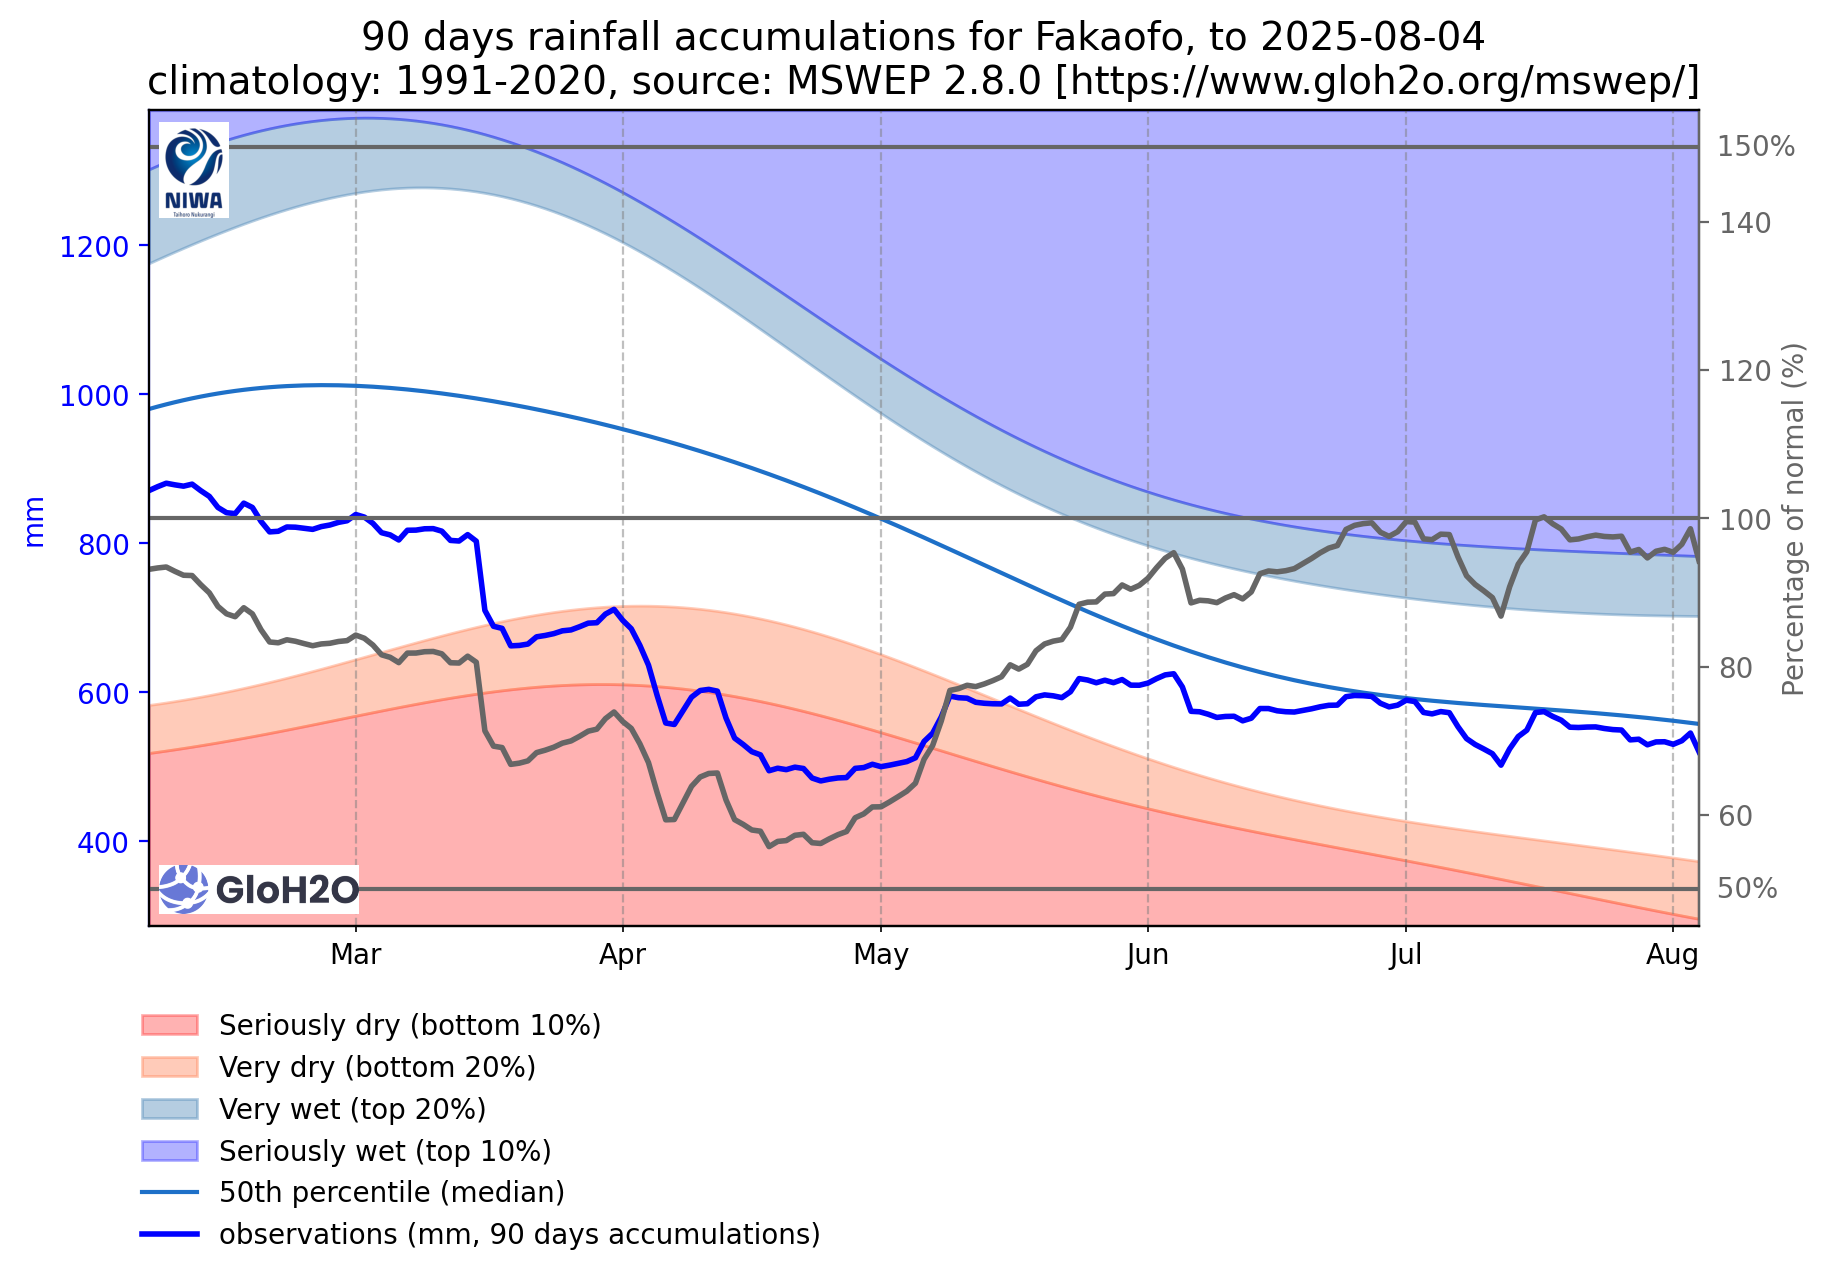 90 days rainfall accumulations for Fakaofo, to 2025-08-04
climatology: 1991-2020, source: MSWEP 2.8.0 [https://www.gloh2o.org/mswep/]
NIWA
Taihoro Nukurangi
150%
140
1200
120
1000
Percentage of normal (%)
mm
100
800
80
600
60
400
50%
GloH2O
Mar
Apr
May
Jun
Jul
Aug
Seriously dry (bottom 10%)
Very dry (bottom 20%)
Very wet (top 20%)
Seriously wet (top 10%)
50th percentile (median)
observations (mm, 90 days accumulations)